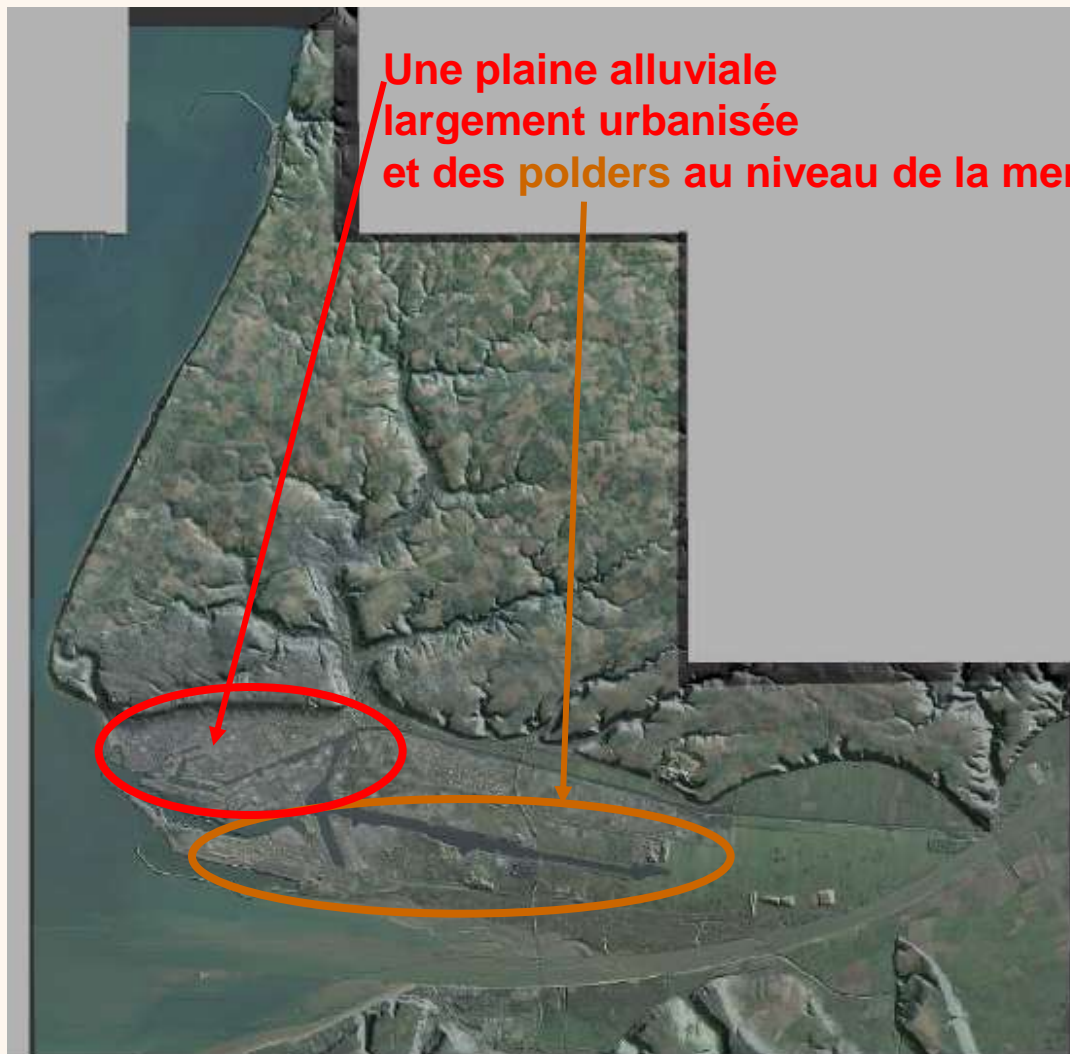 Une plaine alluviale
largement urbanisée
et des polders au niveau de la mer